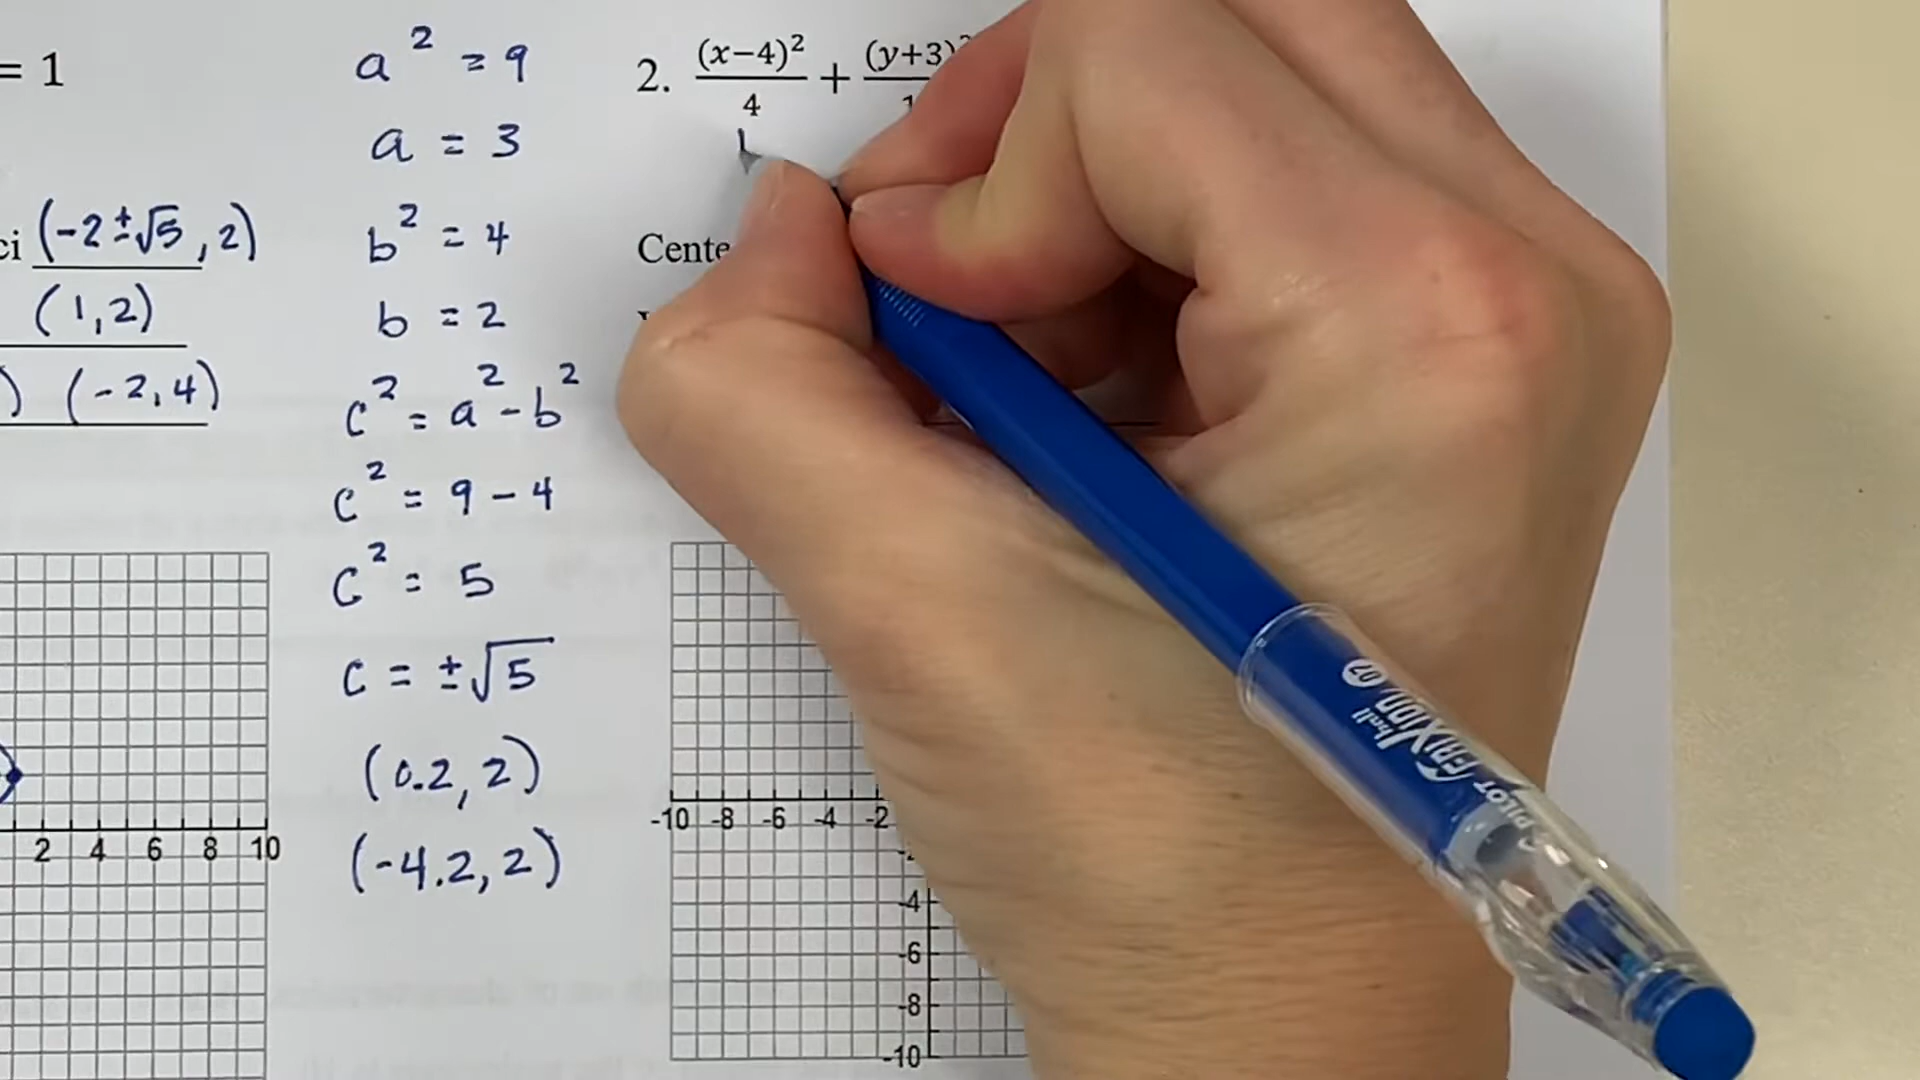 = 1
ci (-2±√5, 2)
(1,2)
) (-2,4)
2 4 6 8 10
a² = 9
a = 3
b² = 4
b = 2
c² = a² - b²
c² = 9 - 4
c² = 5
c = ±√5
(0.2, 2)
(-4.2, 2)
2. (x−4)²/4 + (y+3)
Cente
-10 -8 -6 -4 -2
-4
-6
-8
-10
PILOT FRIXION ball 07